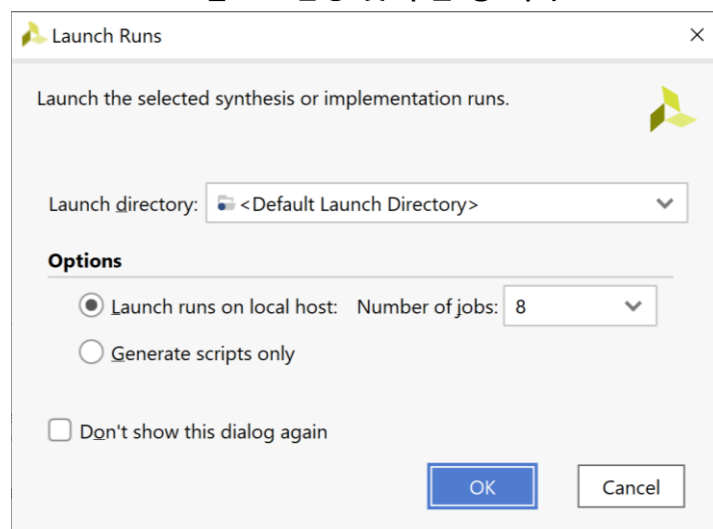 Launch Runs
Launch the selected synthesis or implementation runs.
Launch directory: <Default Launch Directory>
Options
Launch runs on local host: Number of jobs: 8
Generate scripts only
Don't show this dialog again
OK Cancel